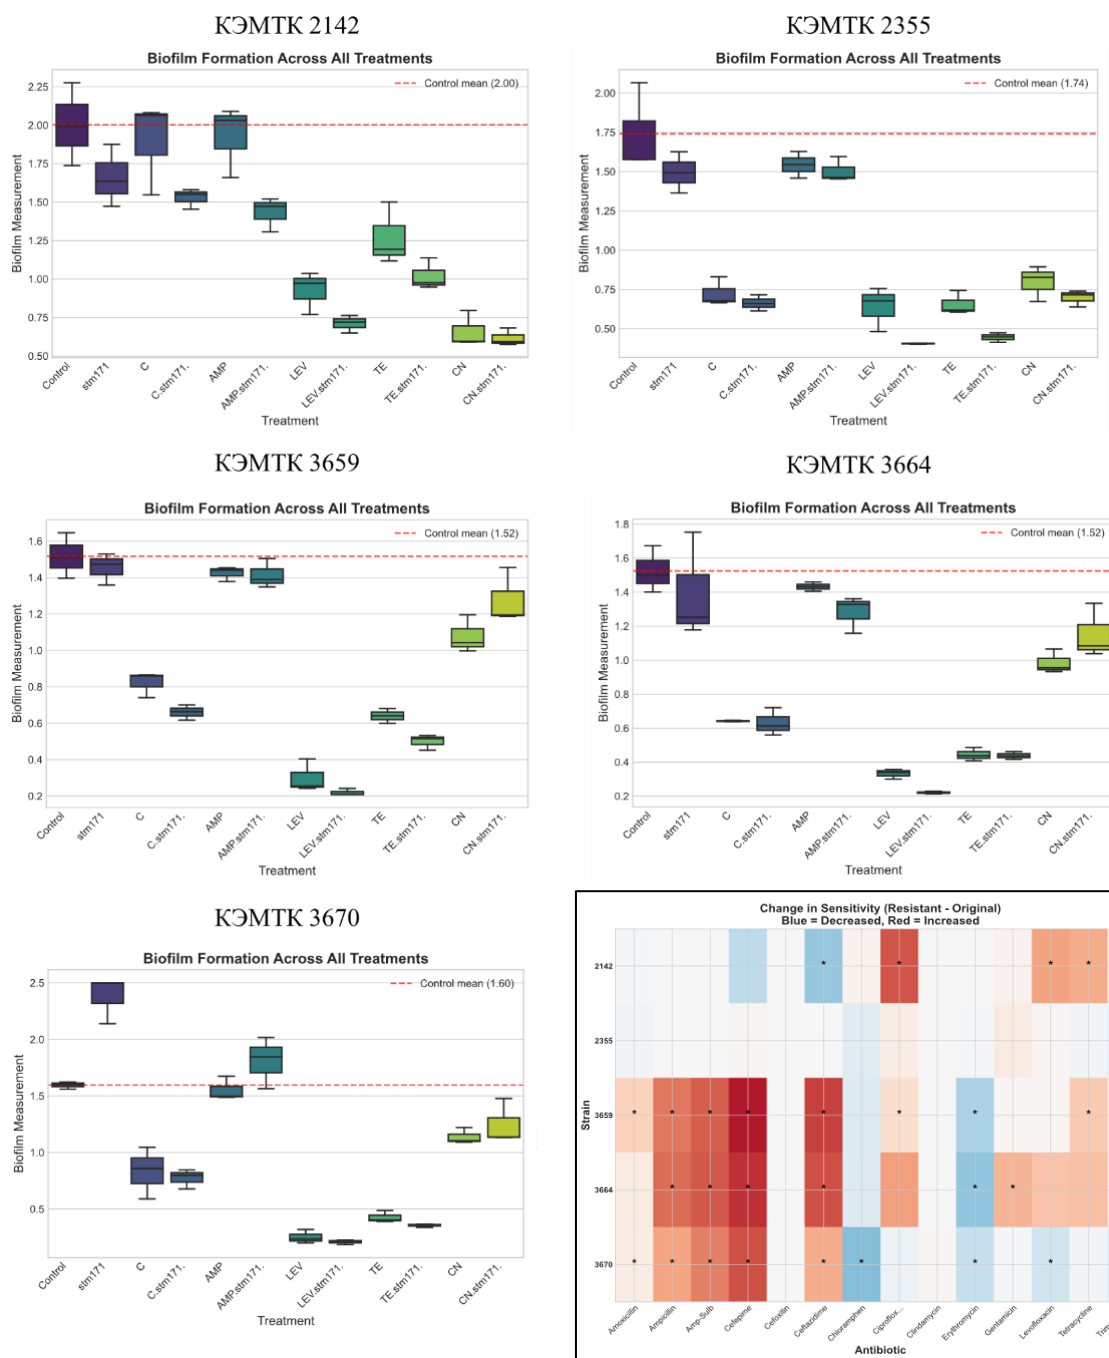 КЭМТК 2142
Biofilm Formation Across All Treatments
Control mean (2.00)
Biofilm Measurement
2.25
2.00
1.75
1.50
1.25
1.00
0.75
0.50
Control
stm171
C
C.stm171.
AMP
AMP.stm171.
LEV
LEV.stm171.
TE
TE.stm171.
CN
CN.stm171.
Treatment
КЭМТК 2355
Biofilm Formation Across All Treatments
Control mean (1.74)
Biofilm Measurement
2.00
1.75
1.50
1.25
1.00
0.75
0.50
Control
stm171
C
C.stm171.
AMP
AMP.stm171.
LEV
LEV.stm171.
TE
TE.stm171.
CN
CN.stm171.
Treatment
КЭМТК 3659
Biofilm Formation Across All Treatments
Control mean (1.52)
Biofilm Measurement
1.6
1.4
1.2
1.0
0.8
0.6
0.4
0.2
Control
stm171
C
C.stm171.
AMP
AMP.stm171.
LEV
LEV.stm171.
TE
TE.stm171.
CN
CN.stm171.
Treatment
КЭМТК 3664
Biofilm Formation Across All Treatments
Control mean (1.52)
Biofilm Measurement
1.8
1.6
1.4
1.2
1.0
0.8
0.6
0.4
0.2
Control
stm171
C
C.stm171.
AMP
AMP.stm171.
LEV
LEV.stm171.
TE
TE.stm171.
CN
CN.stm171.
Treatment
КЭМТК 3670
Biofilm Formation Across All Treatments
Control mean (1.60)
Biofilm Measurement
2.5
2.0
1.5
1.0
0.5
Control
stm171
C
C.stm171.
AMP
AMP.stm171.
LEV
LEV.stm171.
TE
TE.stm171.
CN
CN.stm171.
Treatment
Change in Sensitivity (Resistant - Original)
Blue = Decreased, Red = Increased
Strain
2142
* * * *
2355
3659
* * * * * * * *
3664
* * * * * *
3670
* * * * * * * *
Amoxicillin
Ampicillin
Amp-Sulb
Cefepime
Cefoxitin
Ceftazidime
Chloramphen
Ciproflox...
Clindamycin
Erythromycin
Gentamicin
Levofloxacin
Tetracycline
Trim
Antibiotic